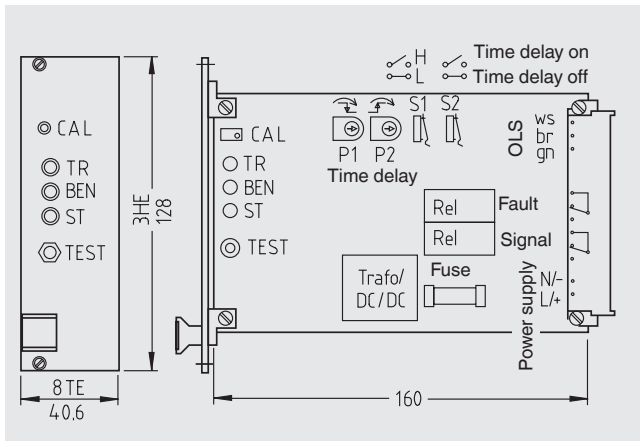 CAL
TR
BEN
ST
TEST
3HE
128
8 TE
40,6
H
L
Time delay on
Time delay off
S1 S2
P1 P2
Time delay
CAL
TR
BEN
ST
TEST
OLS
ws
br
gn
Rel
Fault
Rel
Signal
Trafo/
DC/DC
Fuse
Power supply
N/-
L/+
160